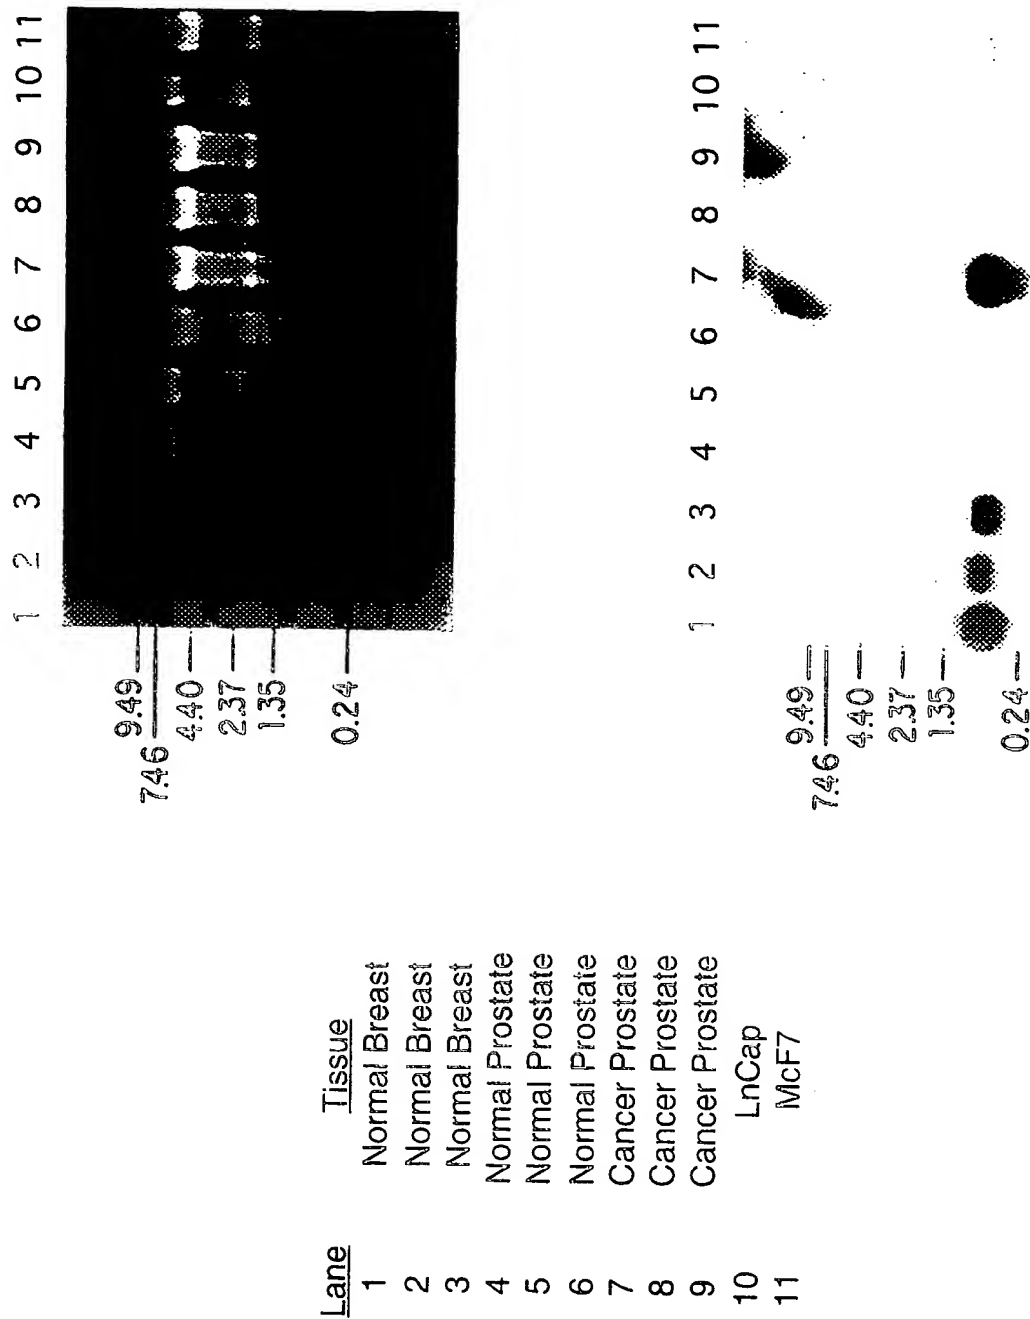 Lane Tissue
1 Normal Breast
2 Normal Breast
3 Normal Breast
4 Normal Prostate
5 Normal Prostate
6 Normal Prostate
7 Cancer Prostate
8 Cancer Prostate
9 Cancer Prostate
10 LnCap
11 McF7
1 2 3 4 5 6 7 8 9 10 11
9.49
7.46
4.40
2.37
1.35
0.24
1 2 3 4 5 6 7 8 9 10 11
9.49
7.46
4.40
2.37
1.35
0.24